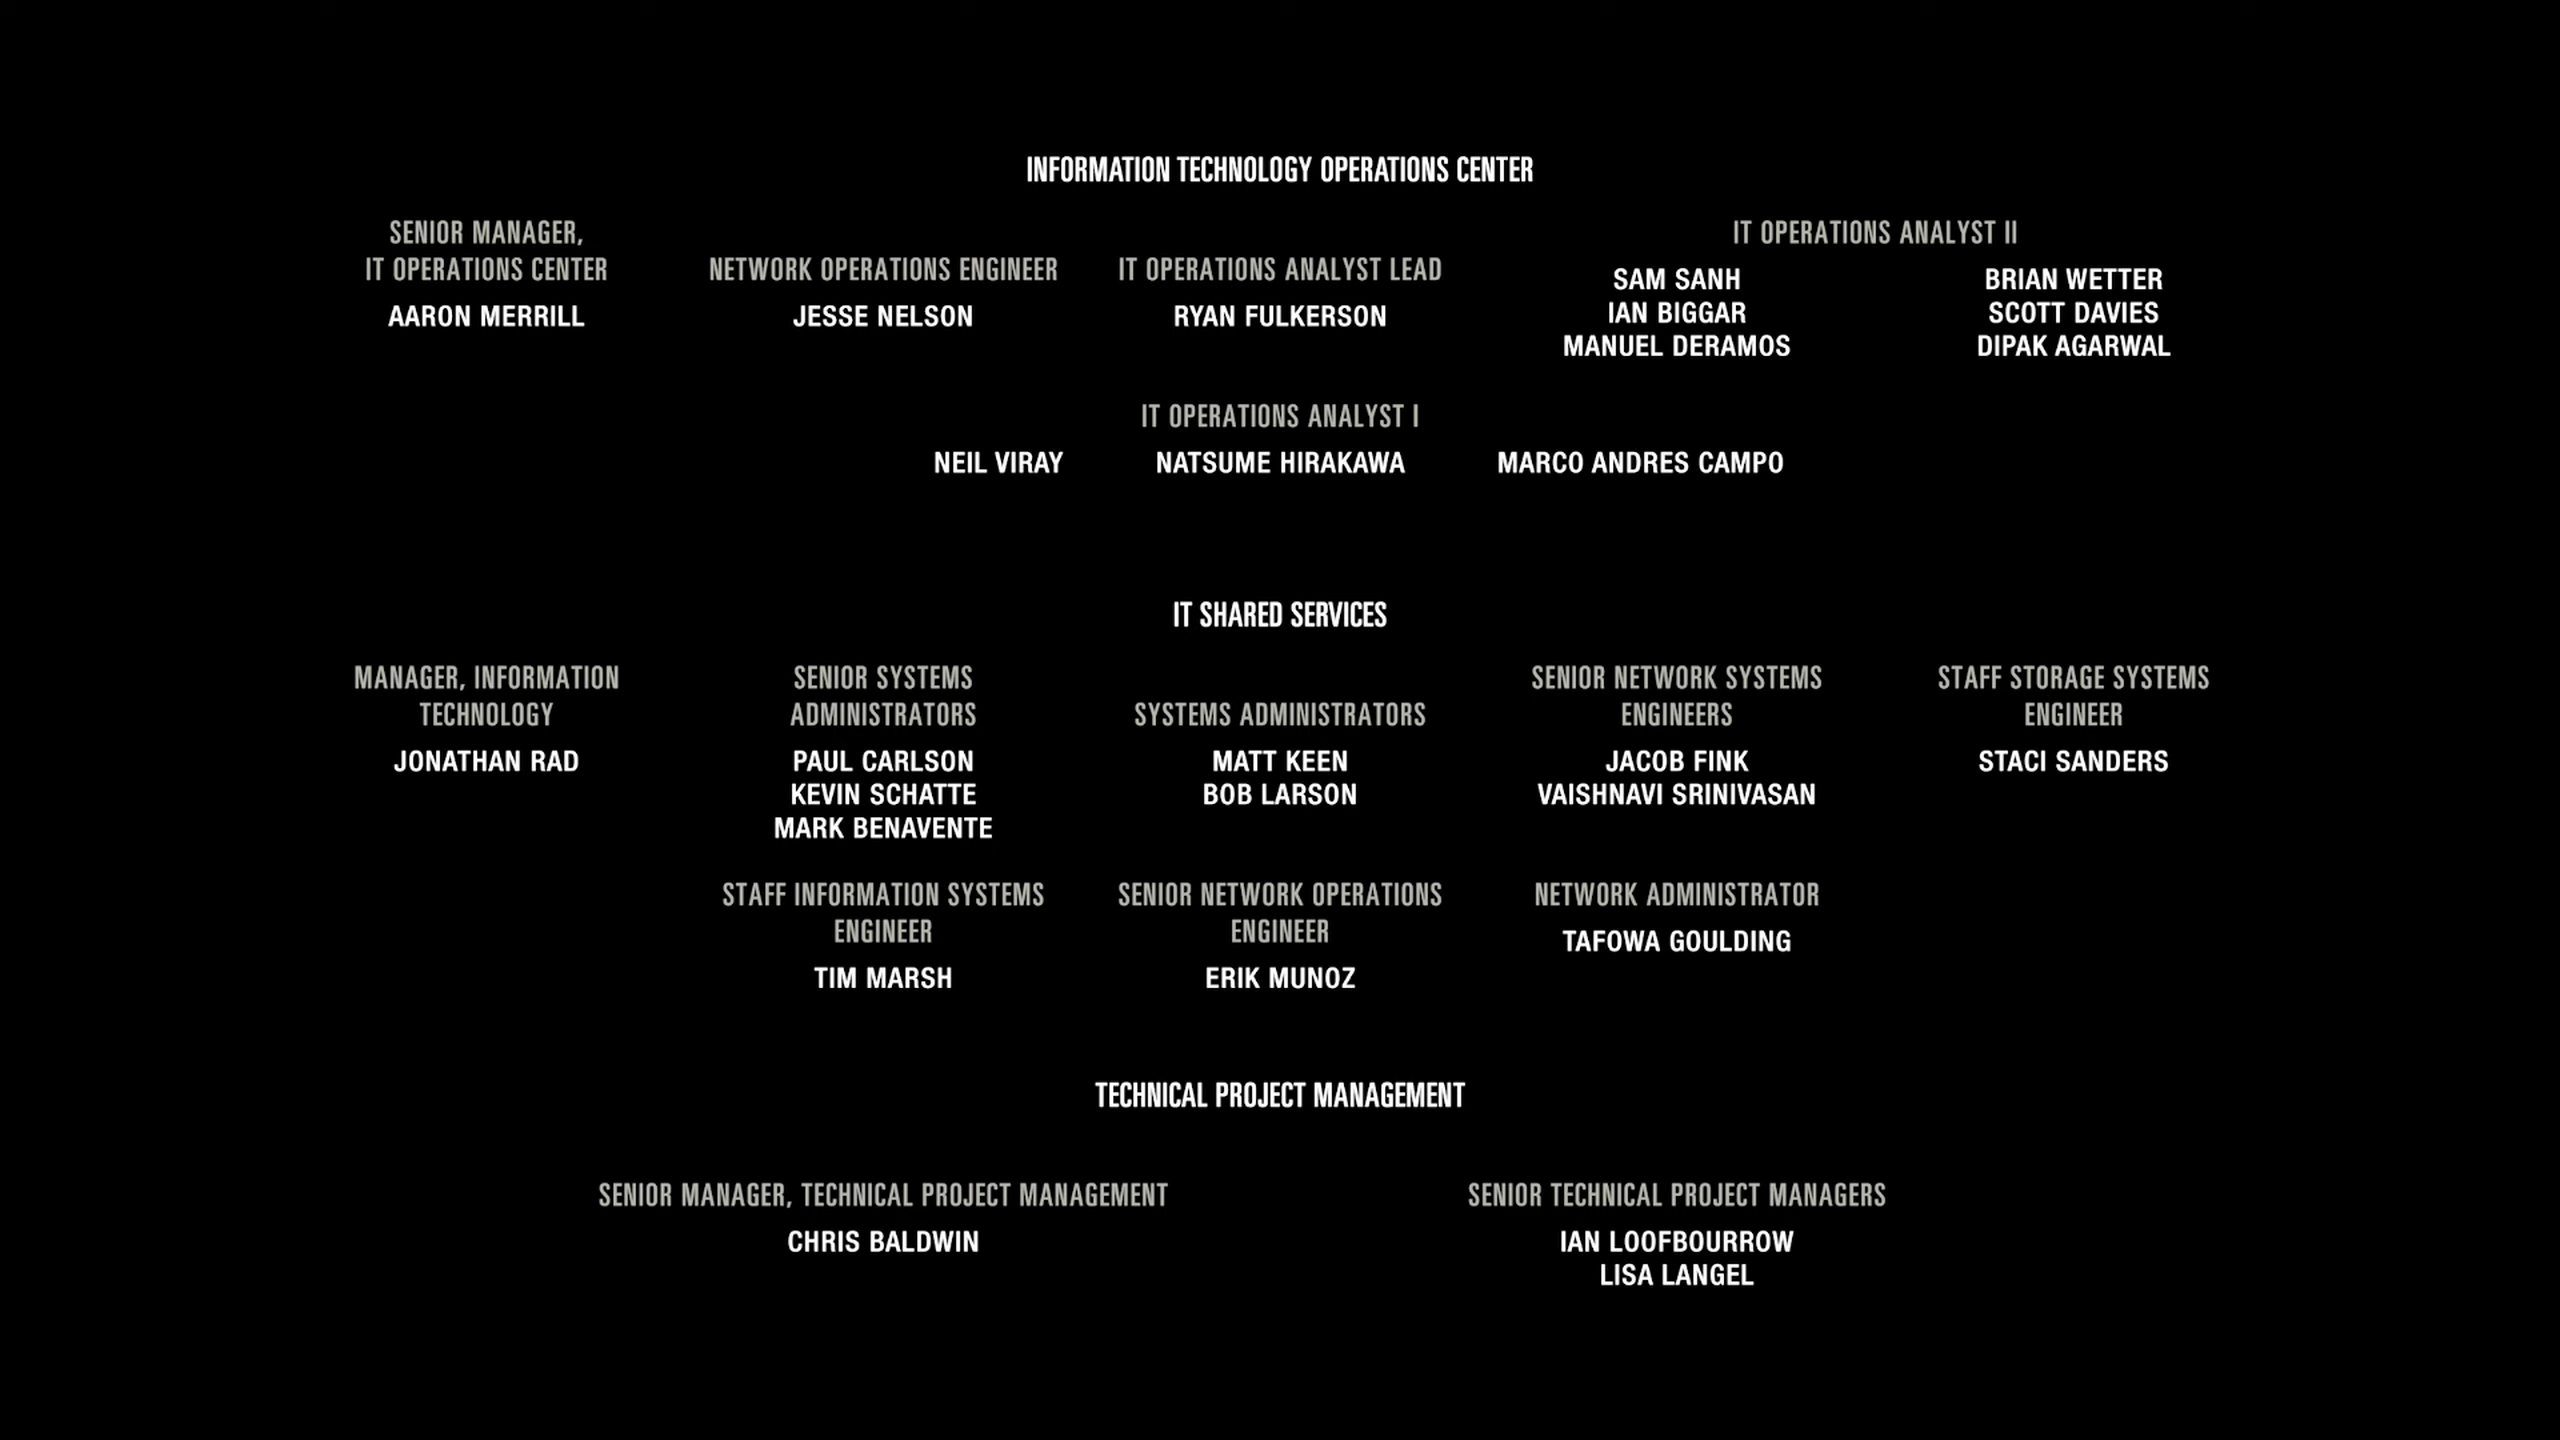 INFORMATION TECHNOLOGY OPERATIONS CENTER
SENIOR MANAGER,
IT OPERATIONS CENTER
AARON MERRILL
NETWORK OPERATIONS ENGINEER
JESSE NELSON
IT OPERATIONS ANALYST LEAD
RYAN FULKERSON
IT OPERATIONS ANALYST II
SAM SANH
IAN BIGGAR
MANUEL DERAMOS
BRIAN WETTER
SCOTT DAVIES
DIPAK AGARWAL
IT OPERATIONS ANALYST I
NEIL VIRAY
NATSUME HIRAKAWA
MARCO ANDRES CAMPO
IT SHARED SERVICES
MANAGER, INFORMATION
TECHNOLOGY
JONATHAN RAD
SENIOR SYSTEMS
ADMINISTRATORS
PAUL CARLSON
KEVIN SCHATTE
MARK BENAVENTE
SYSTEMS ADMINISTRATORS
MATT KEEN
BOB LARSON
SENIOR NETWORK SYSTEMS
ENGINEERS
JACOB FINK
VAISHNAVI SRINIVASAN
STAFF STORAGE SYSTEMS
ENGINEER
STACI SANDERS
STAFF INFORMATION SYSTEMS
ENGINEER
TIM MARSH
SENIOR NETWORK OPERATIONS
ENGINEER
ERIK MUNOZ
NETWORK ADMINISTRATOR
TAFOWA GOULDING
TECHNICAL PROJECT MANAGEMENT
SENIOR MANAGER, TECHNICAL PROJECT MANAGEMENT
CHRIS BALDWIN
SENIOR TECHNICAL PROJECT MANAGERS
IAN LOOFBOURROW
LISA LANGEL